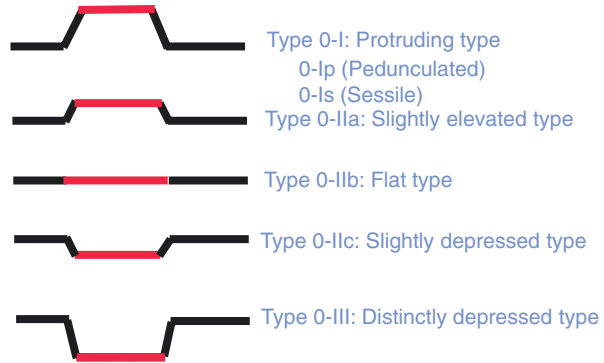 Type 0-I: Protruding type
0-Ip (Pedunculated)
0-Is (Sessile)
Type 0-IIa: Slightly elevated type
Type 0-IIb: Flat type
Type 0-IIc: Slightly depressed type
Type 0-III: Distinctly depressed type